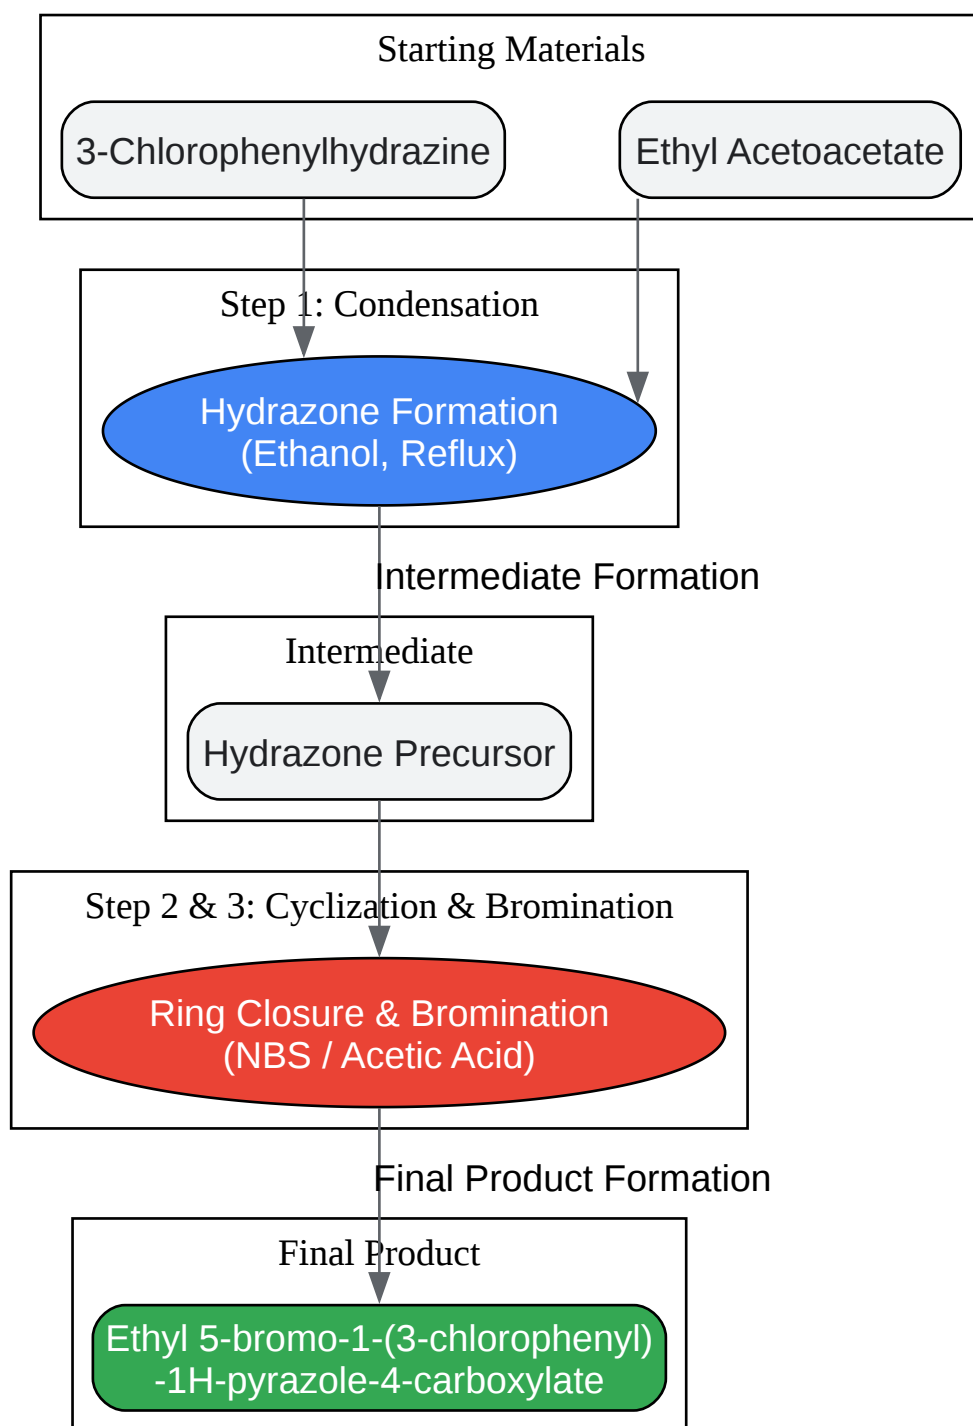 Starting Materials
3-Chlorophenylhydrazine
Ethyl Acetoacetate
Step 1: Condensation
Hydrazone Formation
(Ethanol, Reflux)
Intermediate Formation
Intermediate
Hydrazone Precursor
Step 2 & 3: Cyclization & Bromination
Ring Closure & Bromination
(NBS / Acetic Acid)
Final Product Formation
Final Product
Ethyl 5-bromo-1-(3-chlorophenyl)
-1H-pyrazole-4-carboxylate